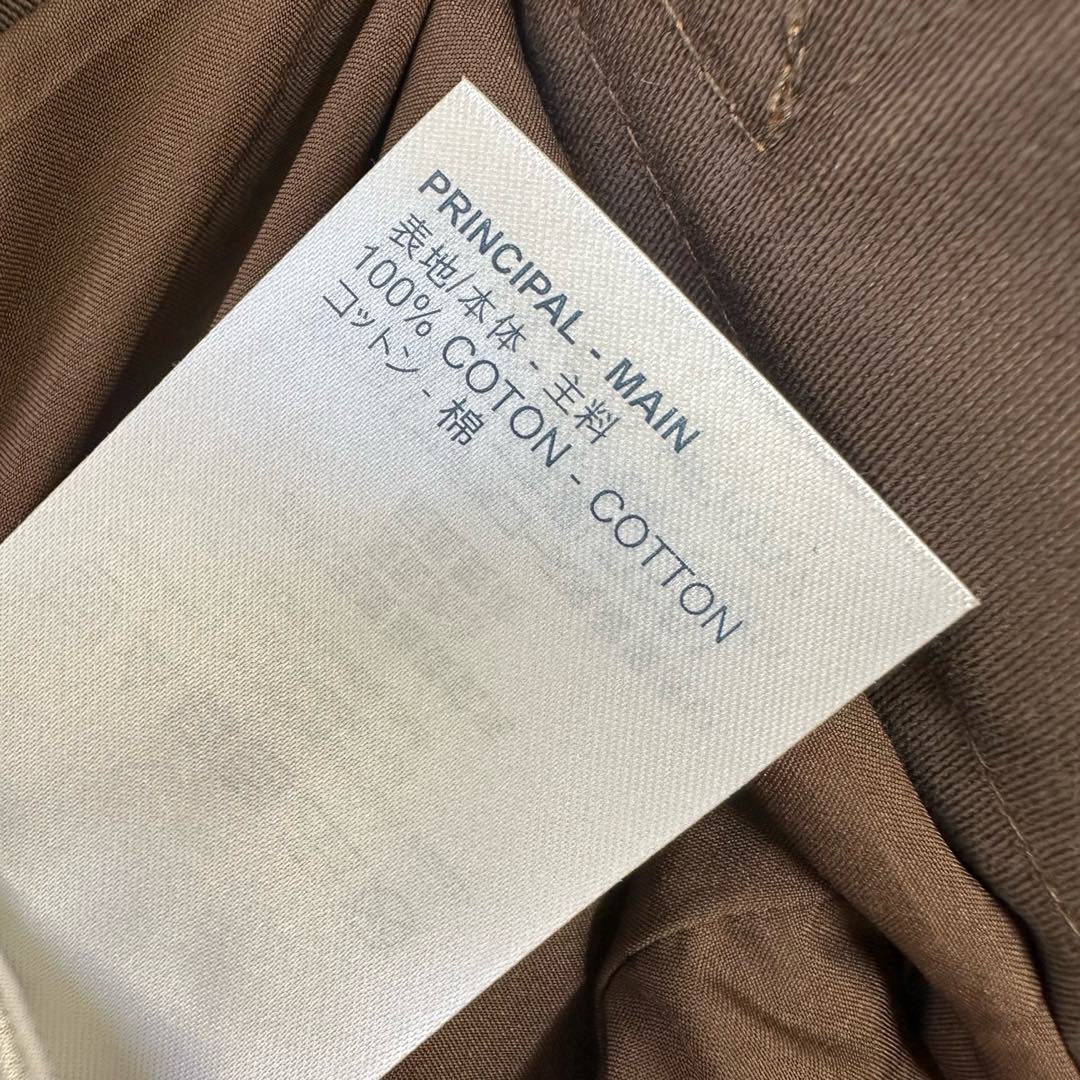 PRINCIPAL - MAIN
表地/本体 - 主料
100% COTON - COTTON
コットン - 棉